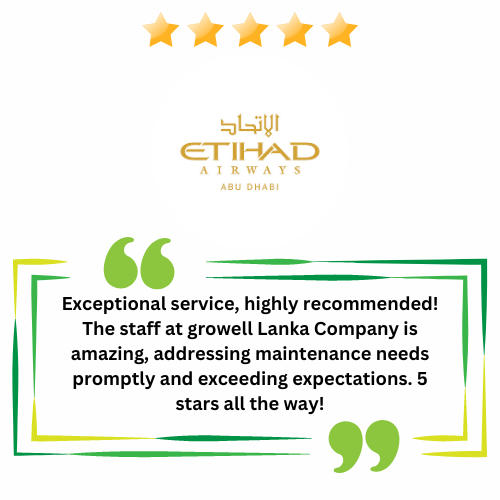 الإتحاد
ETIHAD
AIRWAYS
ABU DHABI
Exceptional service, highly recommended!
The staff at growell Lanka Company is
amazing, addressing maintenance needs
promptly and exceeding expectations. 5
stars all the way!